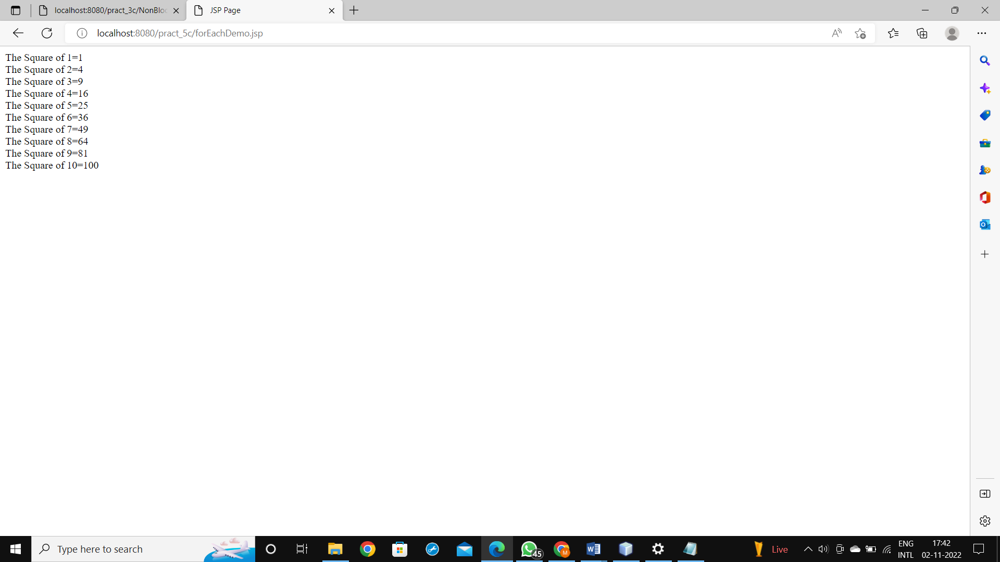 localhost:8080/pract_3c/NonBloc
JSP Page
localhost:8080/pract_5c/forEachDemo.jsp
The Square of 1=1
The Square of 2=4
The Square of 3=9
The Square of 4=16
The Square of 5=25
The Square of 6=36
The Square of 7=49
The Square of 8=64
The Square of 9=81
The Square of 10=100
Type here to search
45
M
Live
ENG
INTL
17:42
02-11-2022